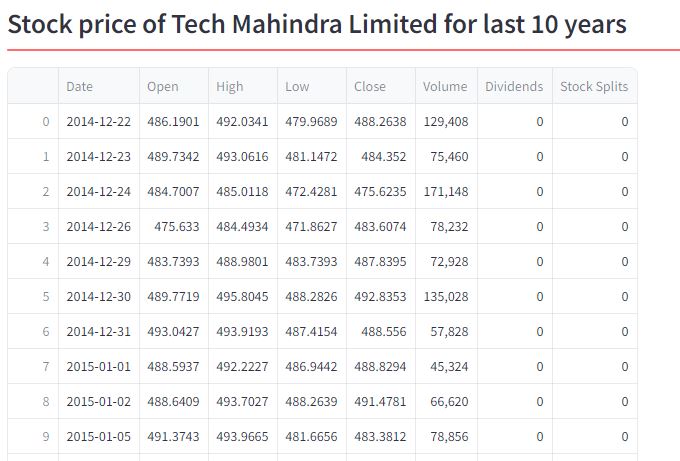 Stock price of Tech Mahindra Limited for last 10 years
Date Open High Low Close Volume Dividends Stock Splits
0 2014-12-22 486.1901 492.0341 479.9689 488.2638 129,408 0 0
1 2014-12-23 489.7342 493.0616 481.1472 484.352 75,460 0 0
2 2014-12-24 484.7007 485.0118 472.4281 475.6235 171,148 0 0
3 2014-12-26 475.633 484.4934 471.8627 483.6074 78,232 0 0
4 2014-12-29 483.7393 488.9801 483.7393 487.8395 72,928 0 0
5 2014-12-30 489.7719 495.8045 488.2826 492.8353 135,028 0 0
6 2014-12-31 493.0427 493.9193 487.4154 488.556 57,828 0 0
7 2015-01-01 488.5937 492.2227 486.9442 488.8294 45,324 0 0
8 2015-01-02 488.6409 493.7027 488.2639 491.4781 66,620 0 0
9 2015-01-05 491.3743 493.9665 481.6656 483.3812 78,856 0 0